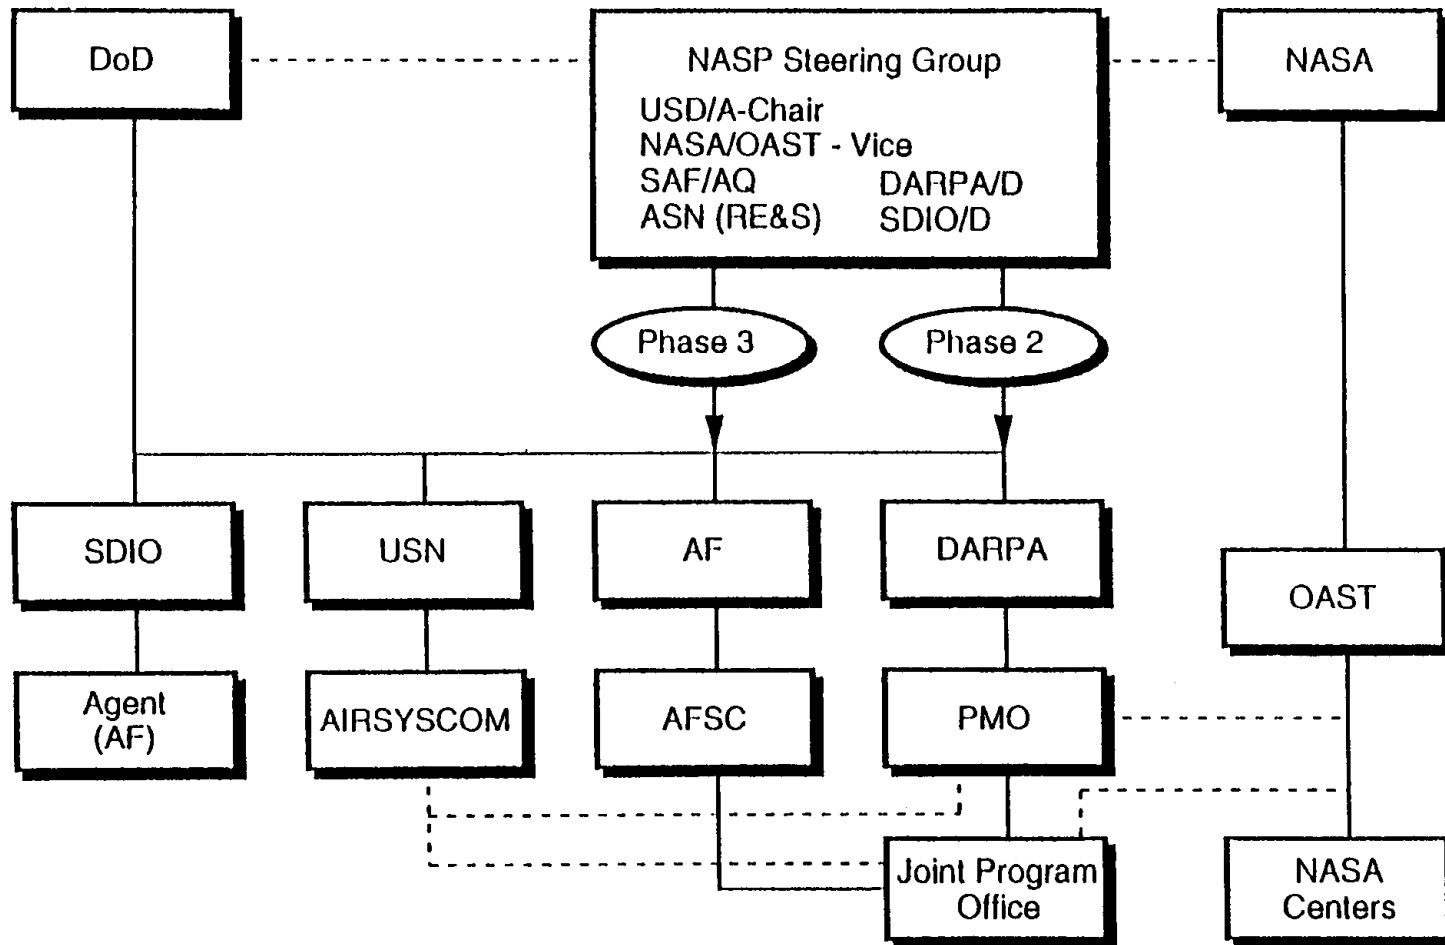 DoD
NASP Steering Group
NASA
USD/A-Chair
NASA/OAST - Vice
SAF/AQ DARPA/D
ASN (RE&S) SDIO/D
Phase 3
Phase 2
SDIO
USN
AF
DARPA
OAST
Agent
(AF)
AIRSYSCOM
AFSC
PMO
Joint Program
Office
NASA
Centers